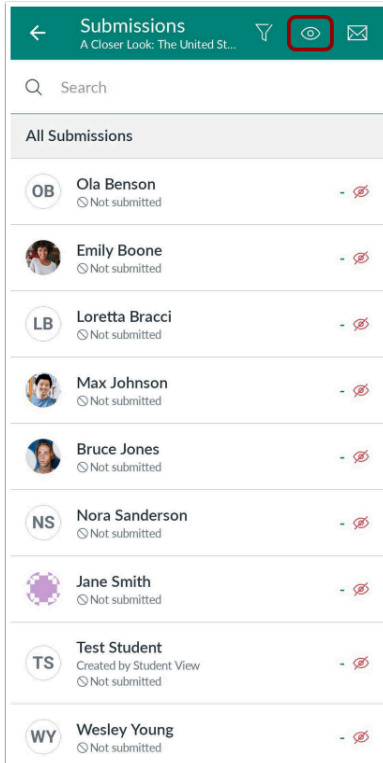 Submissions
A Closer Look: The United St...
Search
All Submissions
OB
Ola Benson
Not submitted
-
Emily Boone
Not submitted
-
LB
Loretta Bracci
Not submitted
-
Max Johnson
Not submitted
-
Bruce Jones
Not submitted
-
NS
Nora Sanderson
Not submitted
-
Jane Smith
Not submitted
-
TS
Test Student
Created by Student View
Not submitted
-
WY
Wesley Young
Not submitted
-